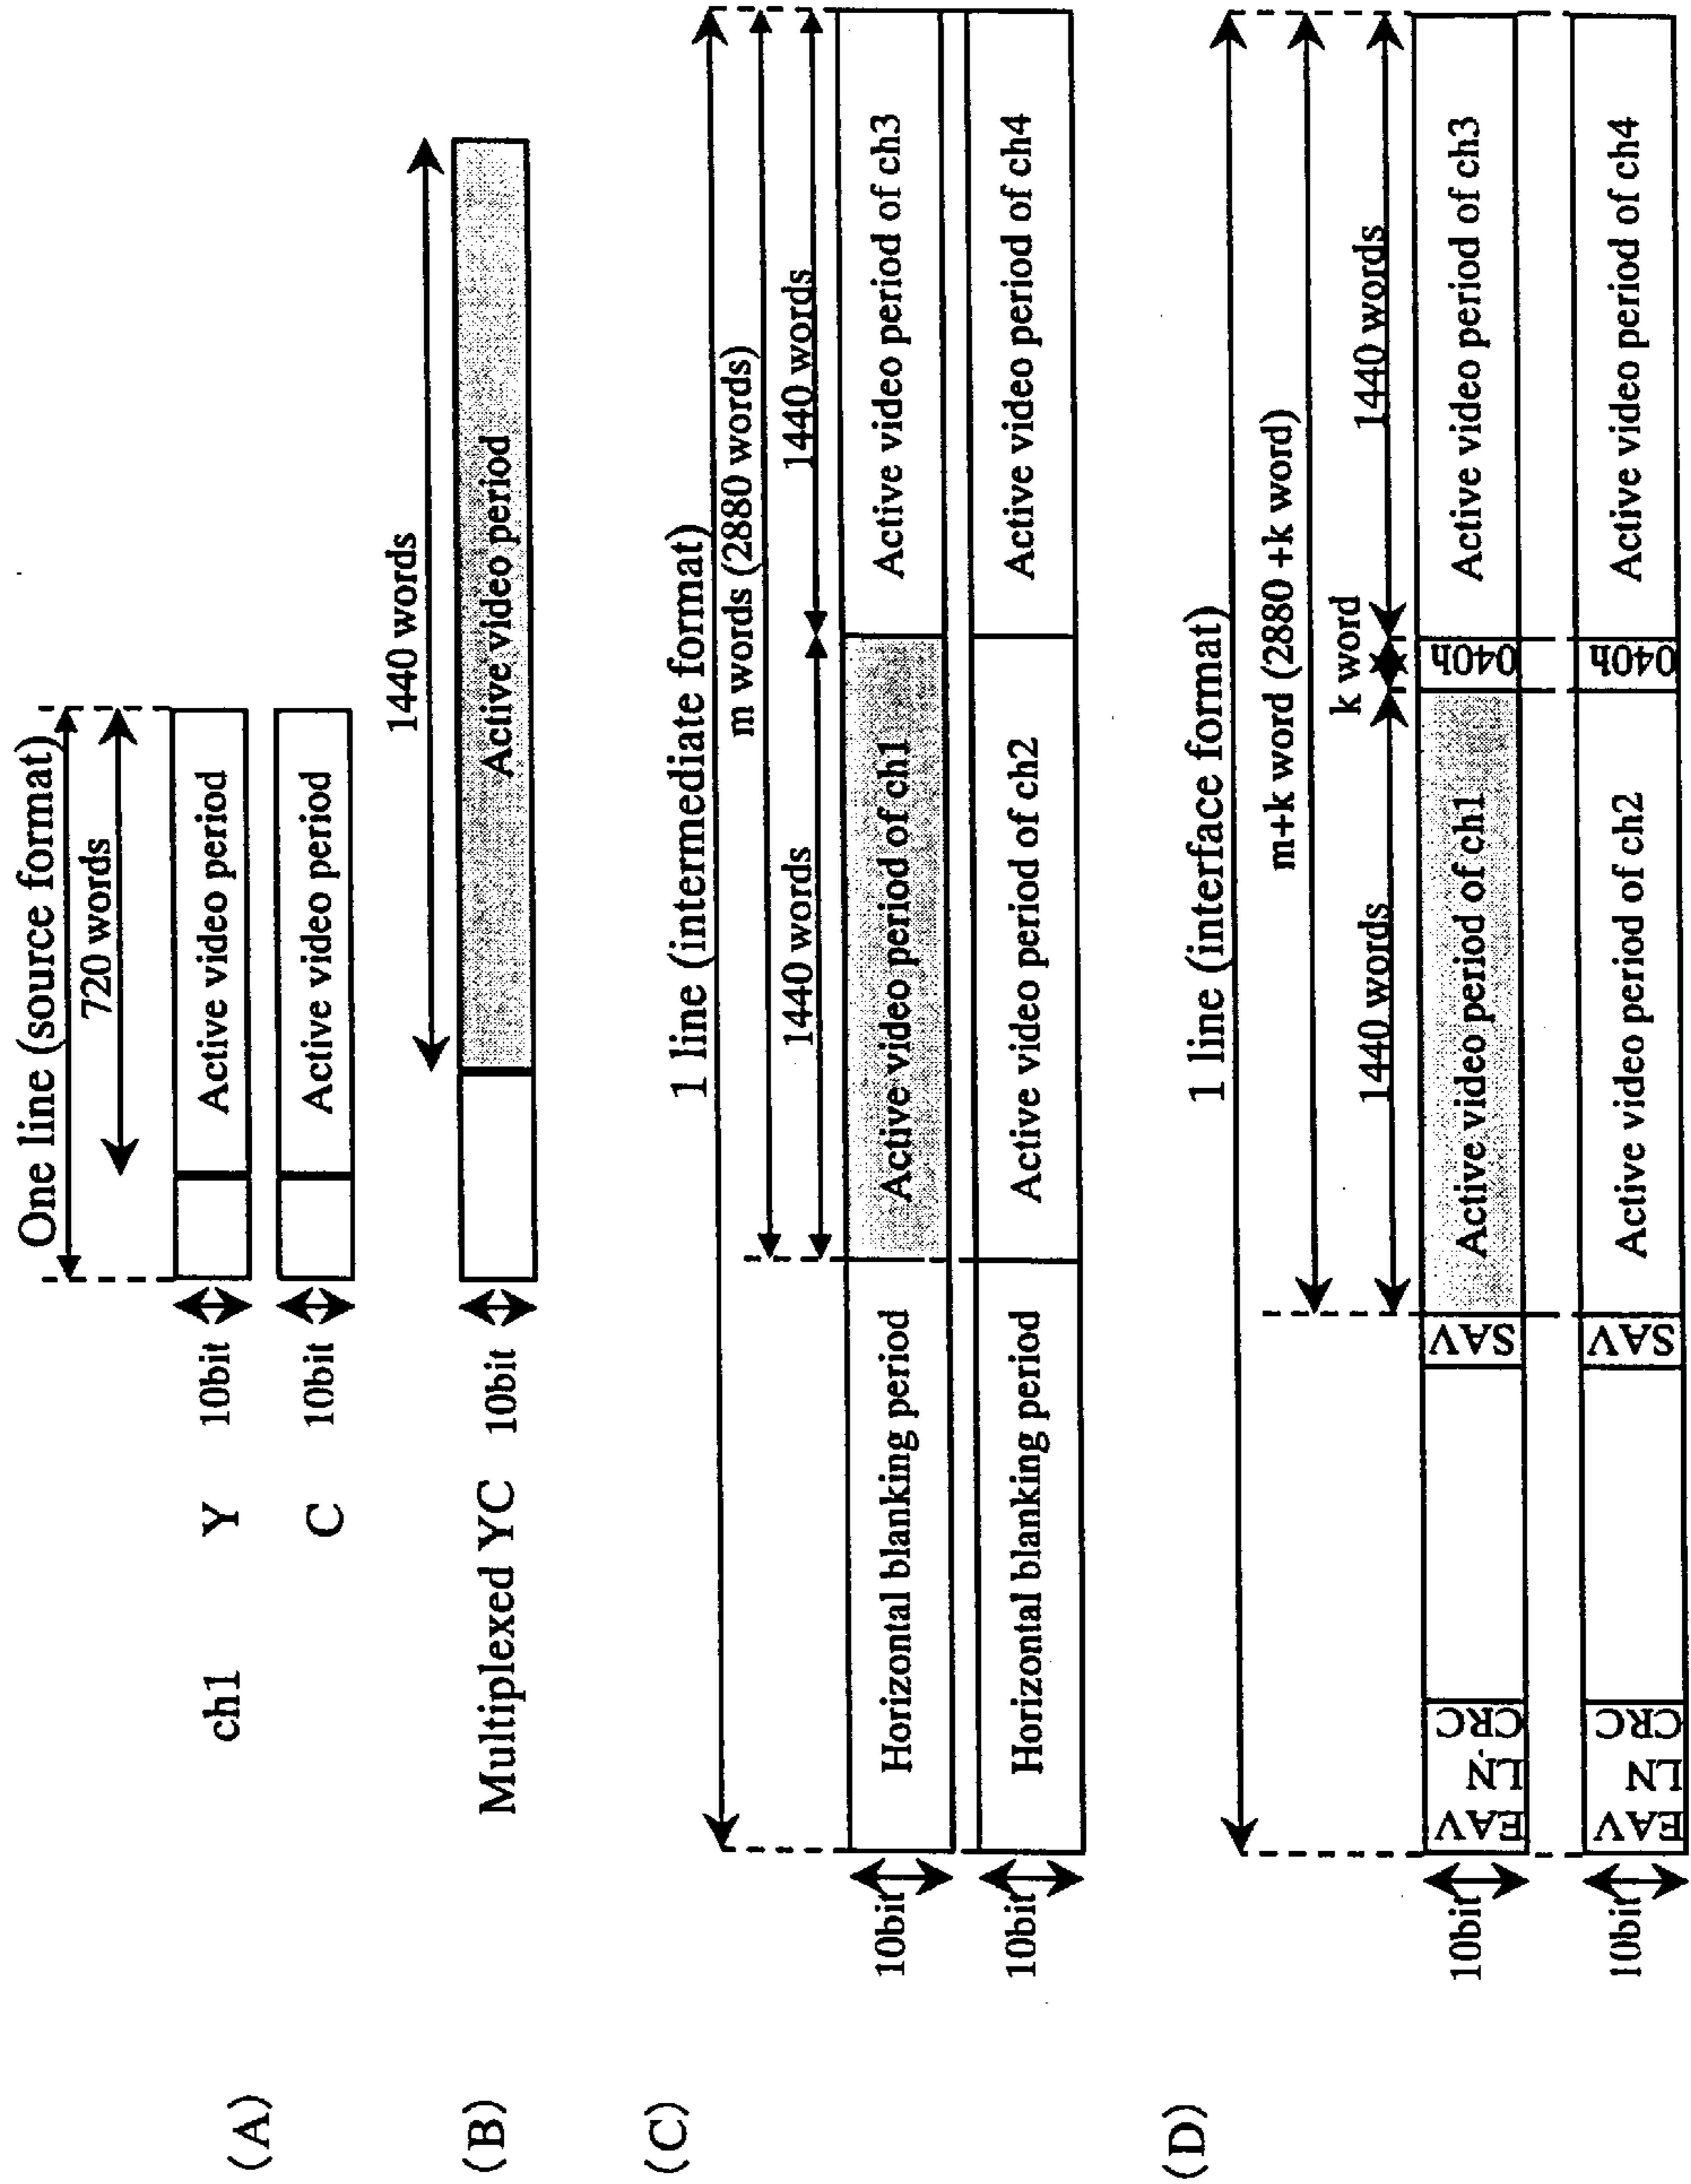 (A)
One line (source format)
720 words
ch1 Y 10bit Active video period
C 10bit Active video period
(B)
1440 words
Multiplexed YC 10bit Active video period
(C)
1 line (intermediate format)
m words (2880 words)
1440 words 1440 words
10bit Horizontal blanking period Active video period of ch1 Active video period of ch3
10bit Horizontal blanking period Active video period of ch2 Active video period of ch4
(D)
1 line (interface format)
m+k word (2880 +k word)
1440 words k word 1440 words
10bit EAV LN CRC SAV Active video period of ch1 040h Active video period of ch3
10bit EAV LN CRC SAV Active video period of ch2 040h Active video period of ch4